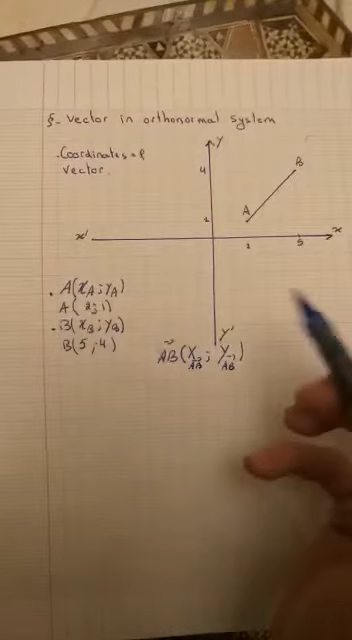 §- Vector in orthonormal system
. Coordinates of
vector.
y
4
B
A
1
x'
x
2
5
. A(xA ; yA)
A( 2 ; 1)
. B(xB ; yB)
B(5 ; 4)
y'
AB(XAB ; YAB)